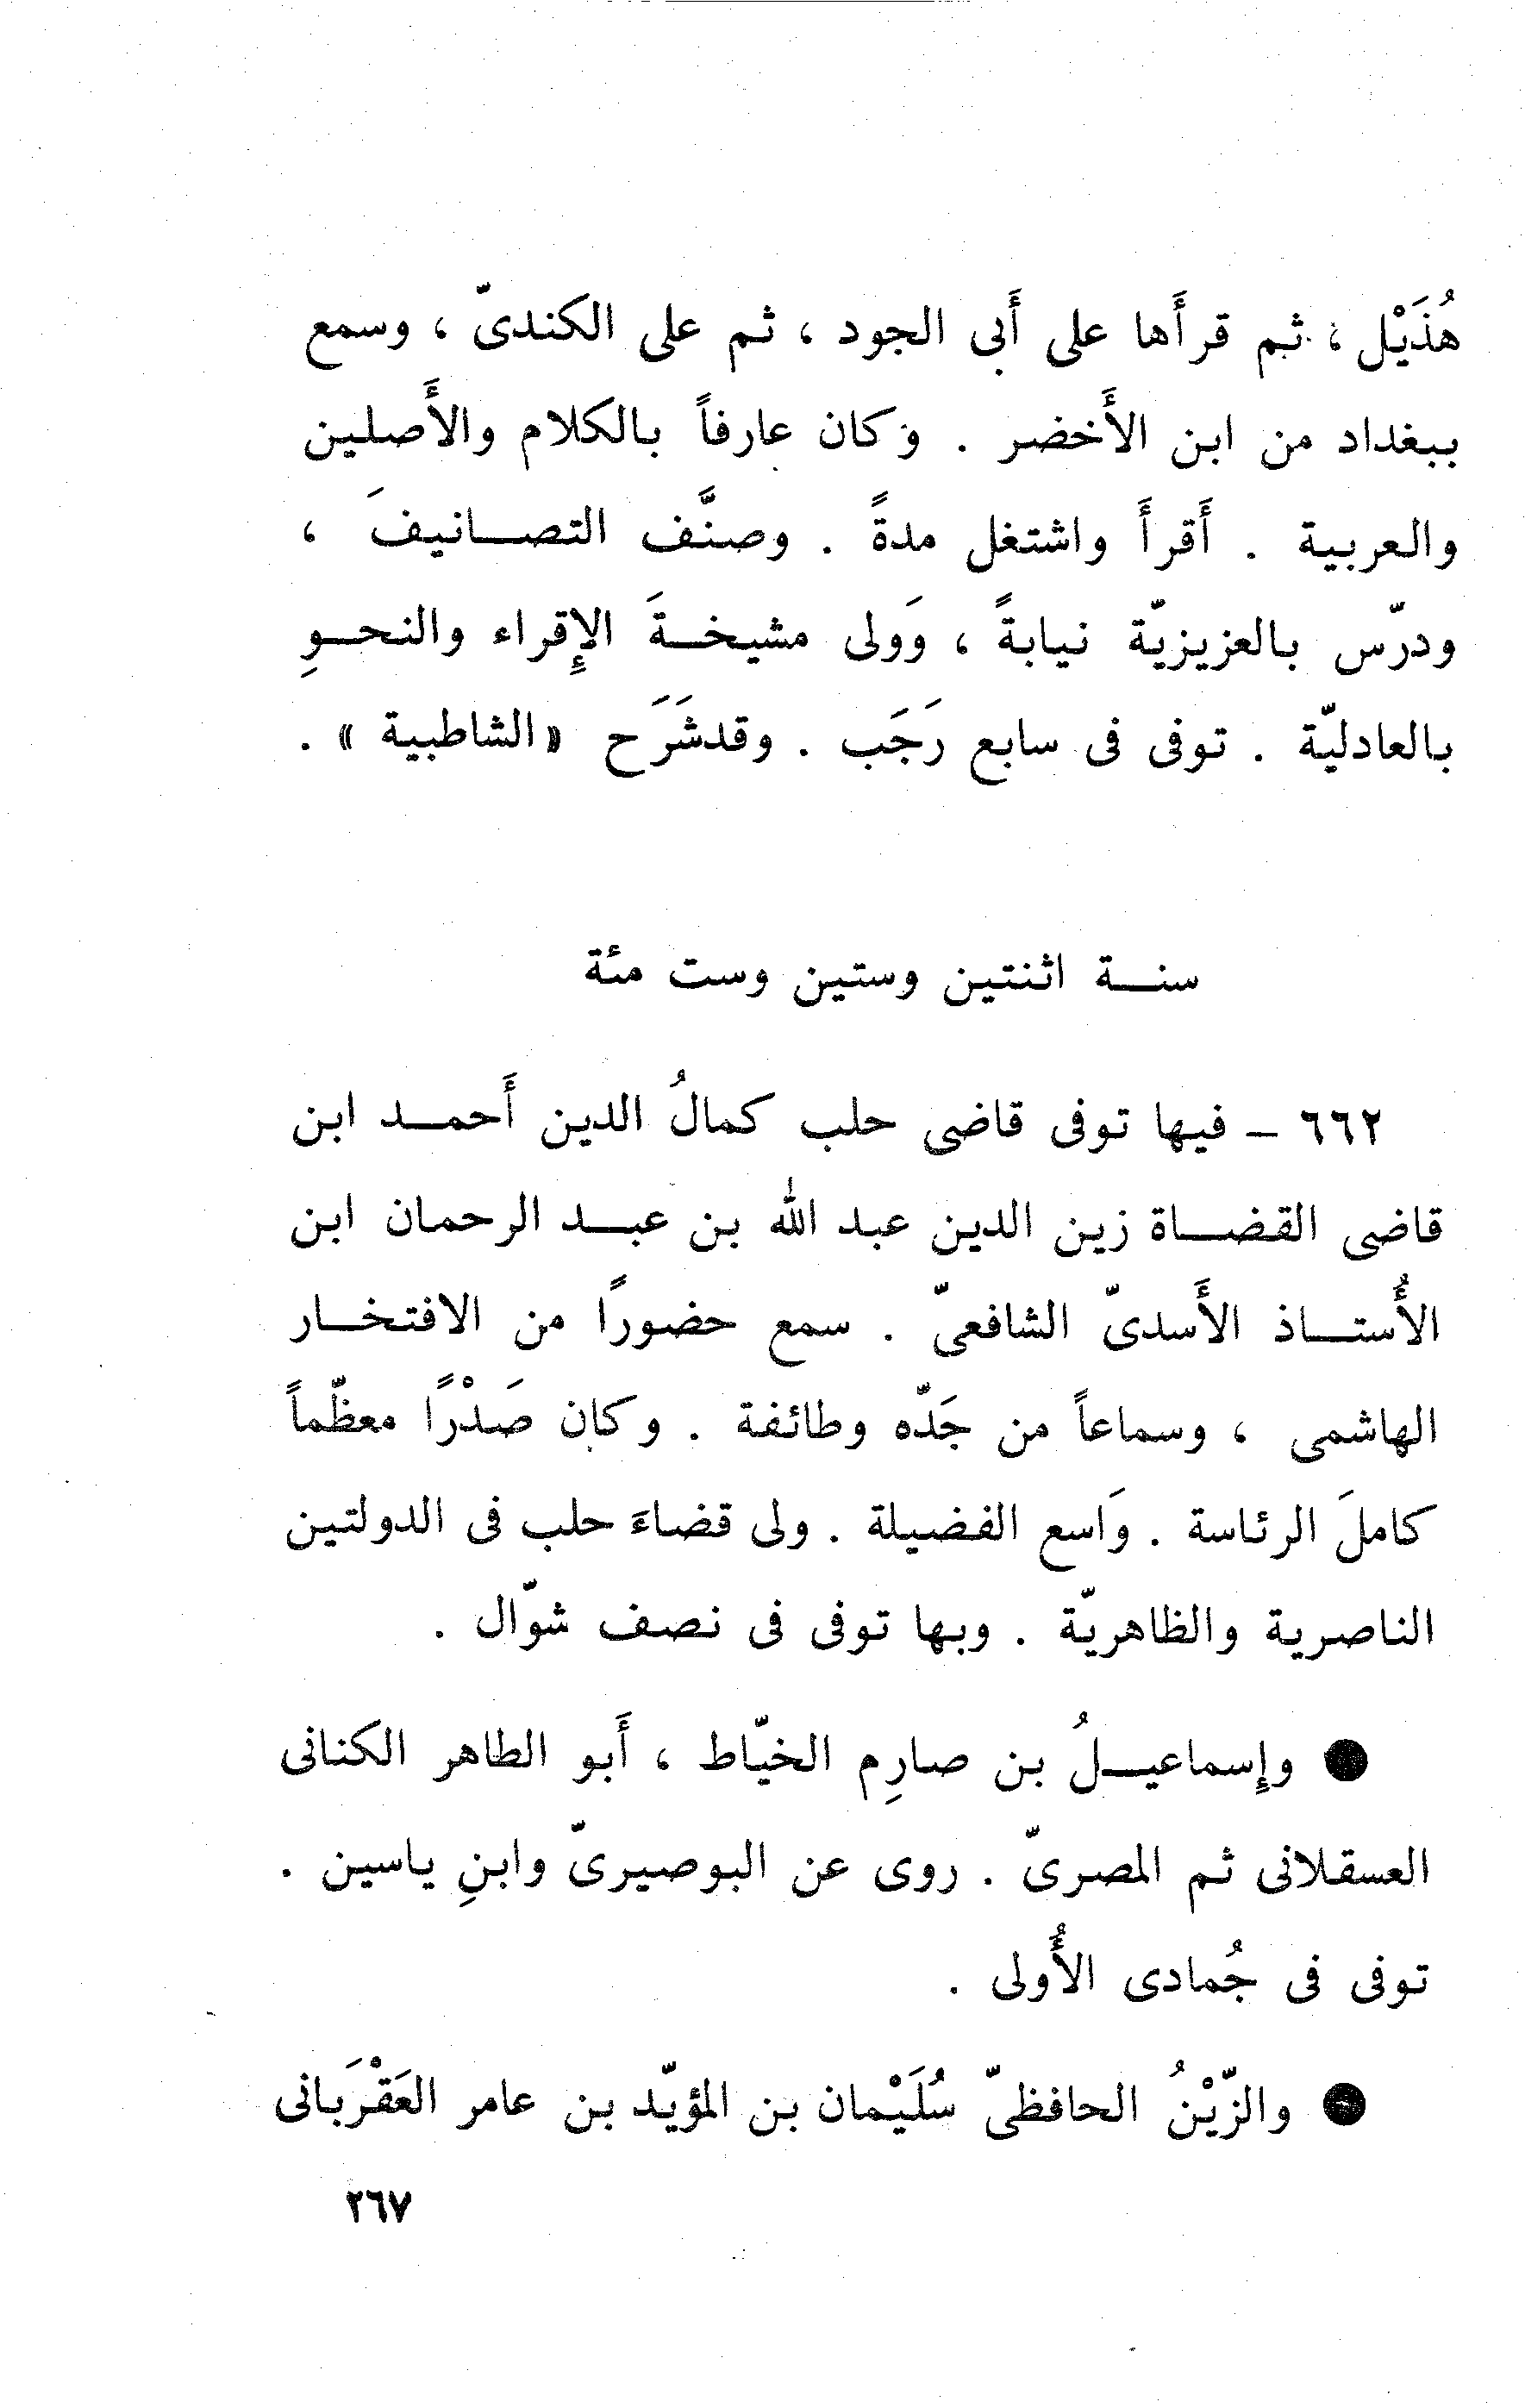 هُذَيْل ، ثم قرأَها على أَبى الجود ، ثم على الكندىّ ، وسمع
ببغداد من ابن الأَخضر . وكان عارفاً بالكلام والأَصلين
والعربية . أَقرأَ واشتغل مدةً . وصنَّف التصانيفَ ،
ودرّس بالعزيزيّة نيابةً ، وَولى مشيخةَ الإِقراء والنحوِ
بالعادليّة . توفى فى سابع رَجَب . وقدشَرَح «الشاطبية » .
سنة اثنتين وستين وست مئة
٦٦٢ – فيها توفى قاضى حلب كمالُ الدين أَحمد ابن
قاضى القضاة زين الدين عبد الله بن عبد الرحمان ابن
الأُستاذ الأَسدىّ الشافعىّ . سمع حضورًا من الافتخار
الهاشمى ، وسماعاً من جَدّه وطائفة . وكان صَدْرًا معظّماً
كاملَ الرئاسة . وَاسع الفضيلة . ولى قضاءَ حلب فى الدولتين
الناصرية والظاهريّة . وبها توفى فى نصف شوّال .
● وإِسماعيلُ بن صارِم الخيّاط ، أَبو الطاهر الكنانى
العسقلانى ثم المصرىّ . روى عن البوصيرىّ وابنِ ياسين .
توفى فى جُمادى الأُولى .
● والزّيْنُ الحافظىّ سُلَيْمان بن المؤيّد بن عامر العَقْرَبانى
٢٦٧